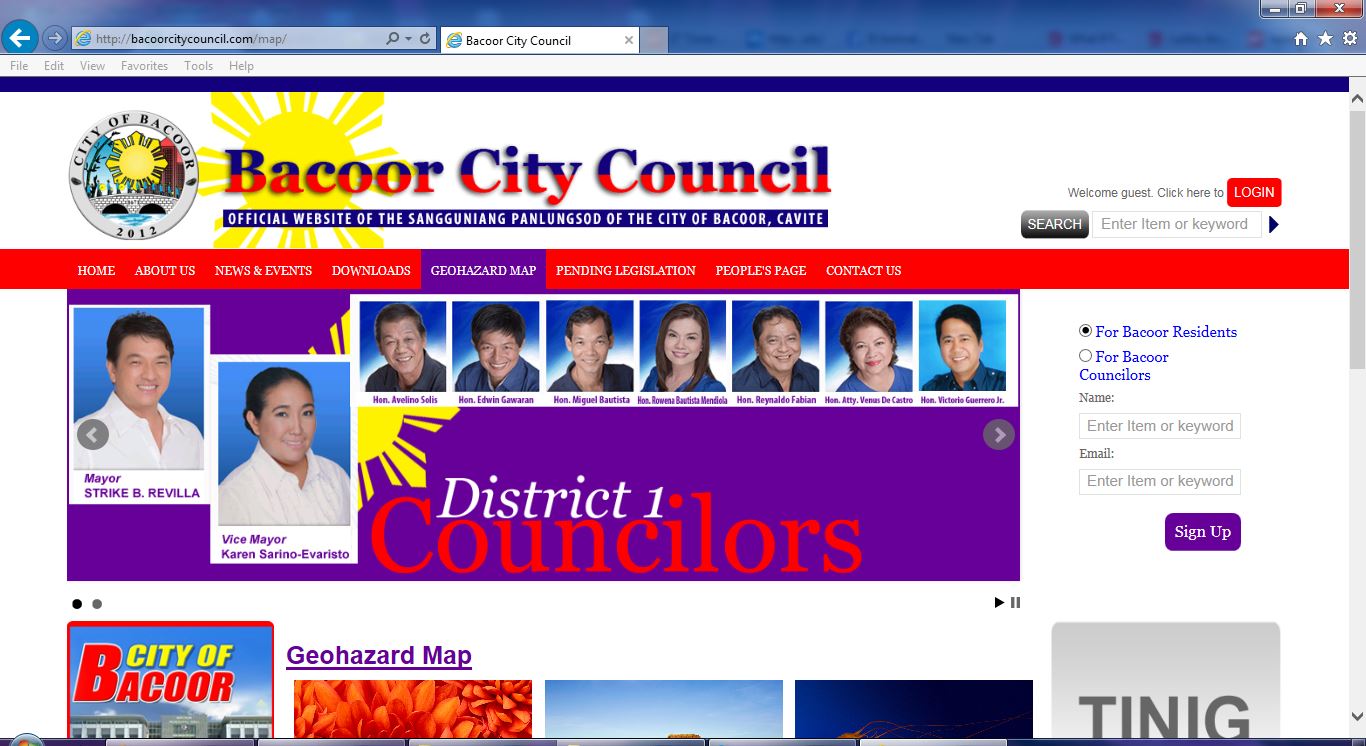 http://bacoorcitycouncil.com/map/
Bacoor City Council
File Edit View Favorites Tools Help
CITY OF BACOOR
2012
Bacoor City Council
OFFICIAL WEBSITE OF THE SANGGUNIANG PANLUNGSOD OF THE CITY OF BACOOR, CAVITE
Welcome guest. Click here to LOGIN
SEARCH Enter Item or keyword
HOME ABOUT US NEWS & EVENTS DOWNLOADS GEOHAZARD MAP PENDING LEGISLATION PEOPLE'S PAGE CONTACT US
Hon. Avelino Solis Hon. Edwin Gawaran Hon. Miguel Bautista Hon. Rowena Bautista Mendiola Hon. Reynaldo Fabian Hon. Atty. Venus De Castro Hon. Victorio Guerrero Jr.
Mayor
STRIKE B. REVILLA
Vice Mayor
Karen Sarino-Evaristo
District 1
Councilors
For Bacoor Residents
For Bacoor
Councilors
Name:
Enter Item or keyword
Email:
Enter Item or keyword
Sign Up
CITY OF
BACOOR
Geohazard Map
TINIG